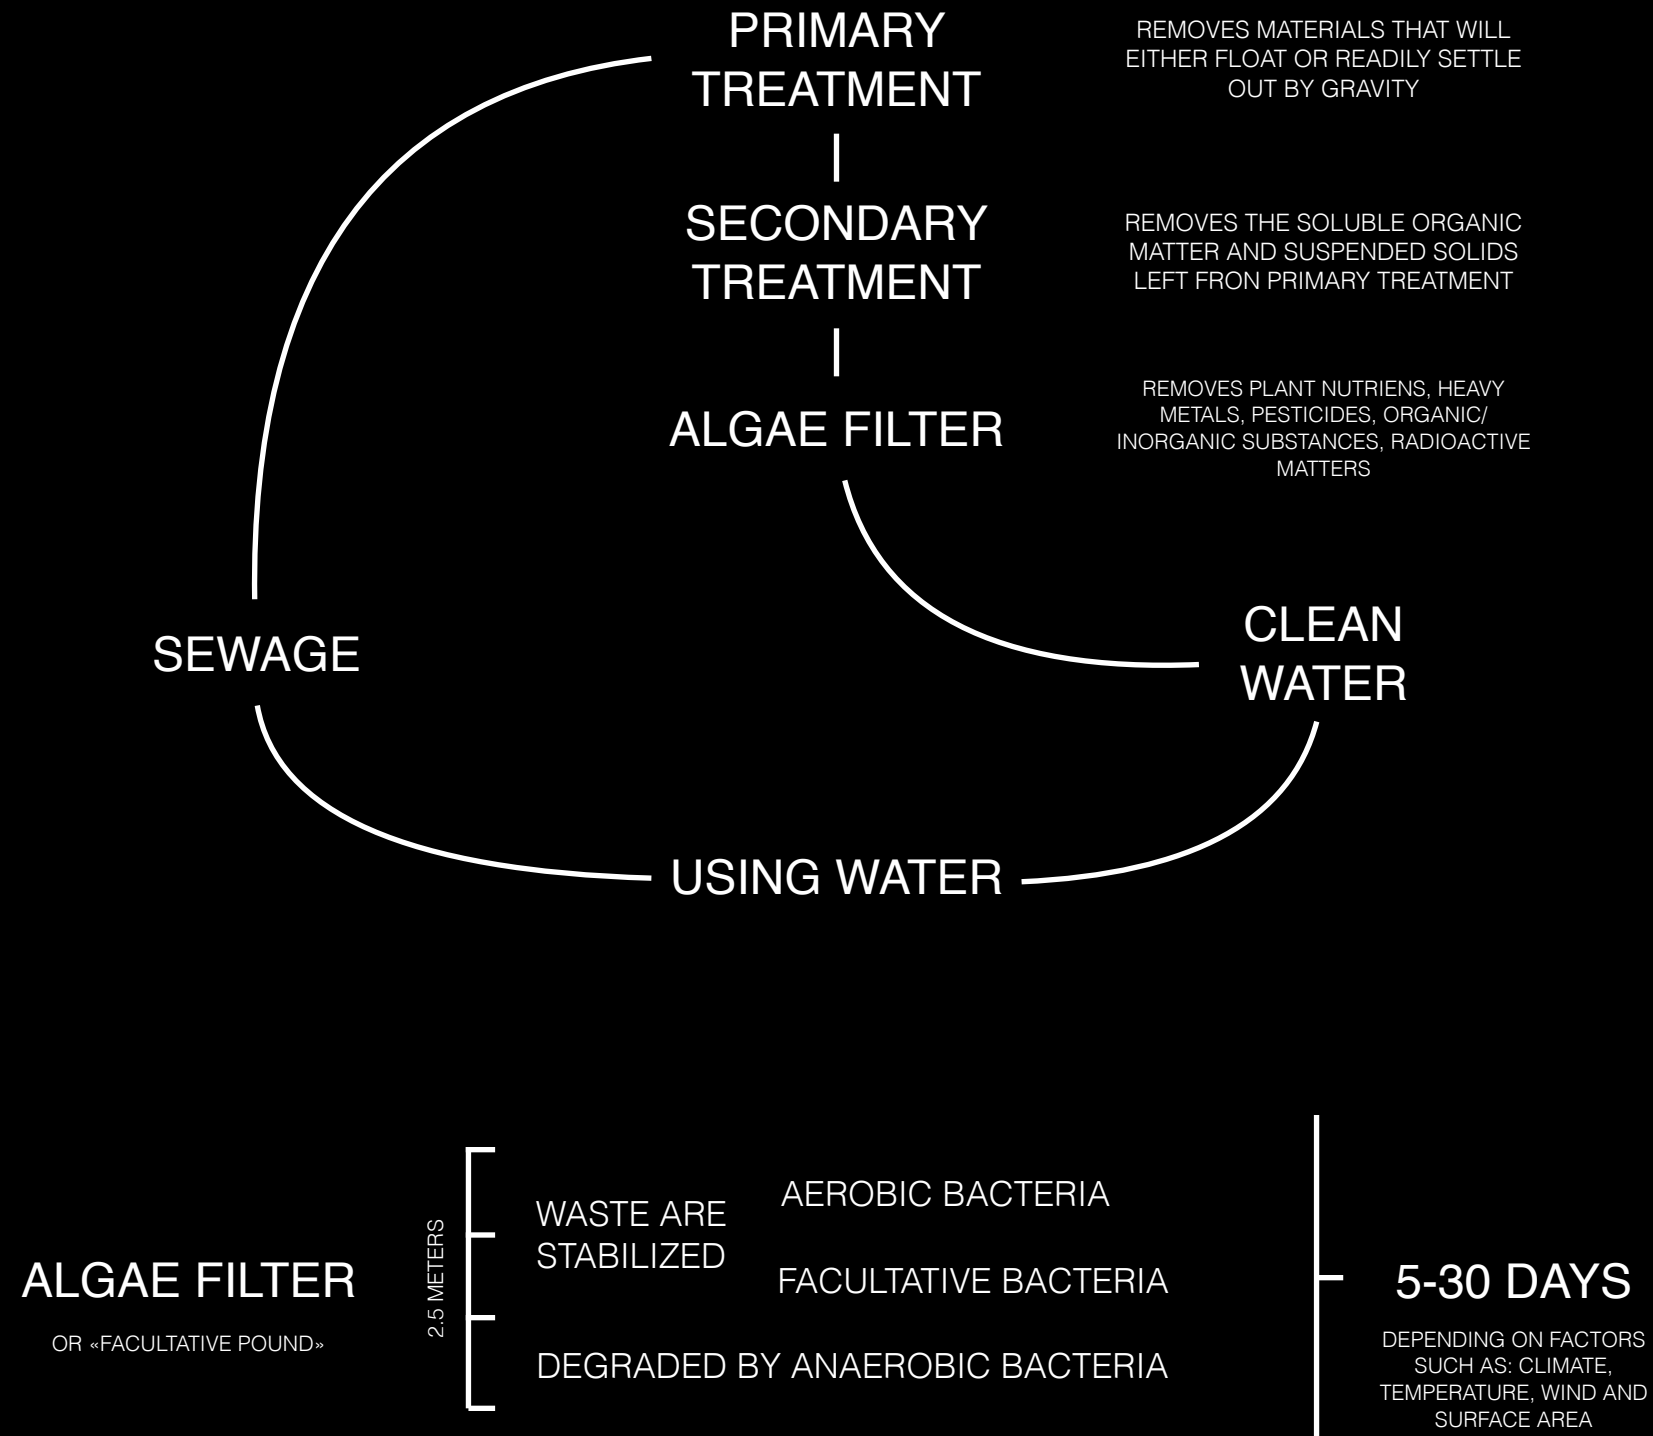 PRIMARY
TREATMENT
REMOVES MATERIALS THAT WILL
EITHER FLOAT OR READILY SETTLE
OUT BY GRAVITY
SECONDARY
TREATMENT
REMOVES THE SOLUBLE ORGANIC
MATTER AND SUSPENDED SOLIDS
LEFT FRON PRIMARY TREATMENT
ALGAE FILTER
REMOVES PLANT NUTRIENS, HEAVY
METALS, PESTICIDES, ORGANIC/
INORGANIC SUBSTANCES, RADIOACTIVE
MATTERS
SEWAGE
CLEAN
WATER
USING WATER
ALGAE FILTER
OR «FACULTATIVE POUND»
2.5 METERS
WASTE ARE
STABILIZED
AEROBIC BACTERIA
FACULTATIVE BACTERIA
DEGRADED BY ANAEROBIC BACTERIA
5-30 DAYS
DEPENDING ON FACTORS
SUCH AS: CLIMATE,
TEMPERATURE, WIND AND
SURFACE AREA